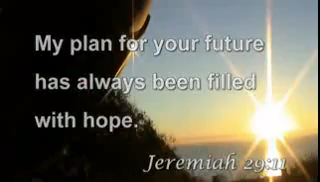 My plan for your future
has always been filled
with hope.
Jeremiah 29:11